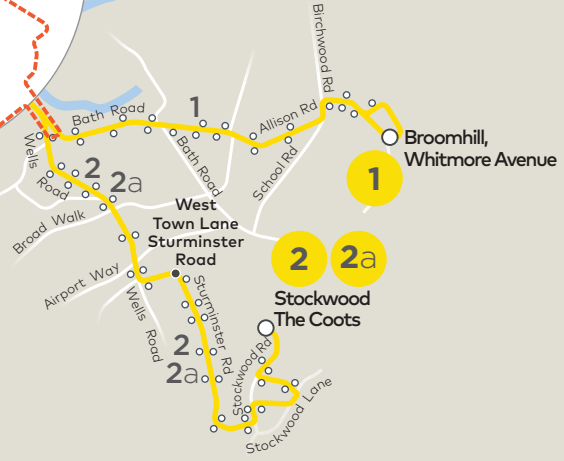 Birchwood Rd
Bath Road
1
Allison Rd
Broomhill,
Whitmore Avenue
1
Wells
Road
2
2a
Bath Road
School Rd
West
Town Lane
Sturminster
Road
Broad Walk
2
2a
Airport Way
Wells Road
Sturminster Rd
Stockwood
The Coots
2
2a
Stockwood Rd
Stockwood Lane